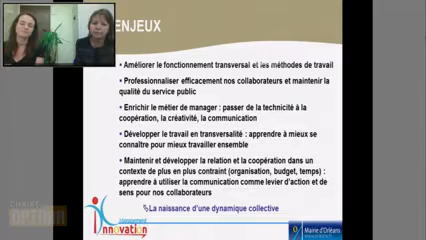 ENJEUX
• Améliorer le fonctionnement transversal et les méthodes de travail
• Professionnaliser efficacement nos collaborateurs et maintenir la
qualité du service public
• Enrichir le métier de manager : passer de la technicité à la
coopération, la créativité, la communication
• Développer le travail en transversalité : apprendre à mieux se
connaître pour mieux travailler ensemble
• Maintenir et développer la relation et la coopération dans un
contexte de plus en plus contraint (organisation, budget, temps) :
apprendre à utiliser la communication comme levier d'action et de
sens pour nos collaborateurs
La naissance d'une dynamique collective
CHAIRE
OPTIMA
management
innovation
Mairie d'Orléans